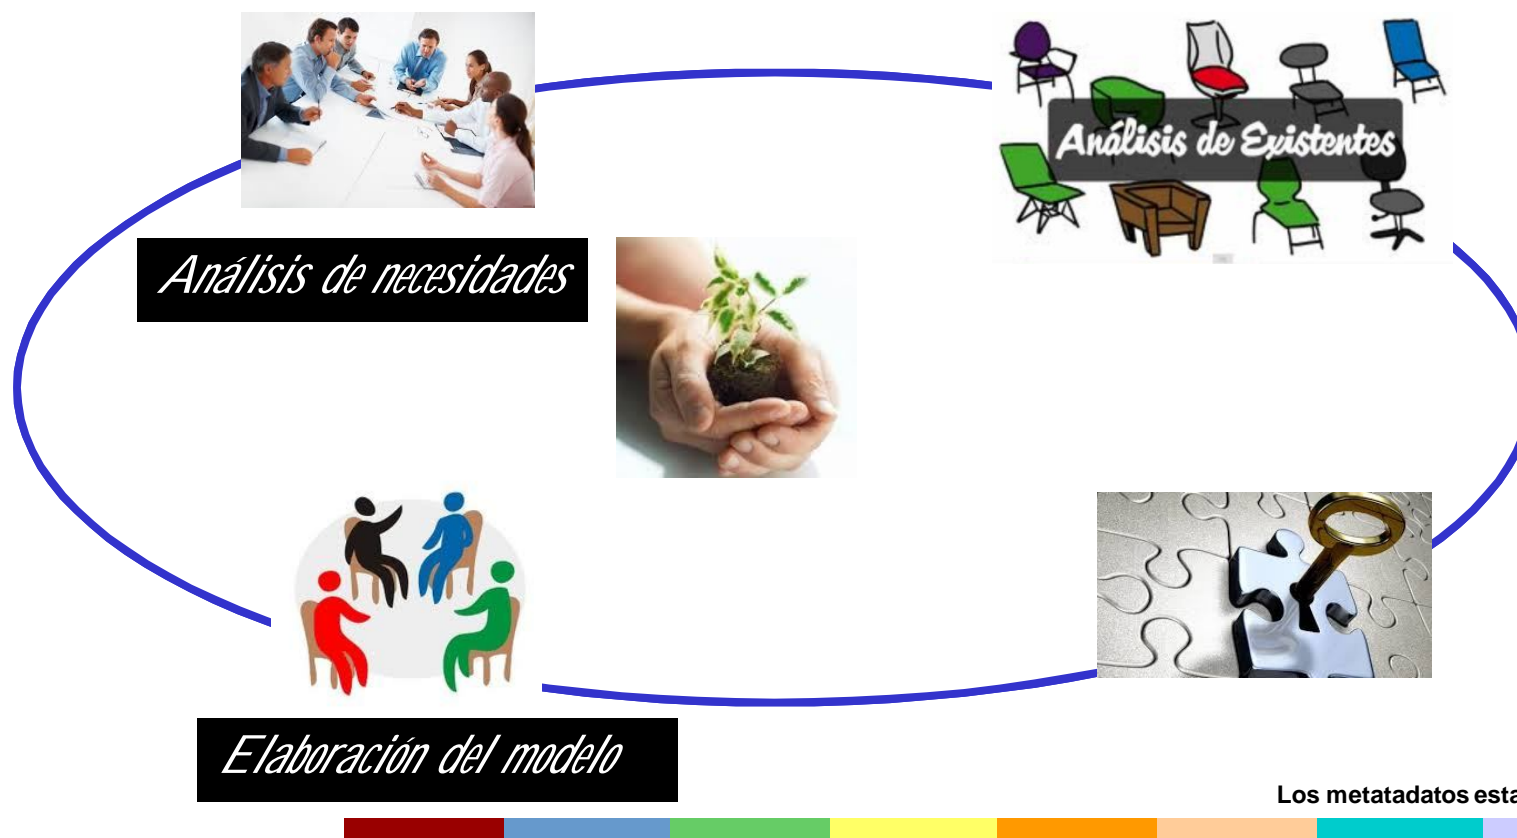 Análisis de Existentes
Análisis de necesidades
Elaboración del modelo
Los metatadatos esta